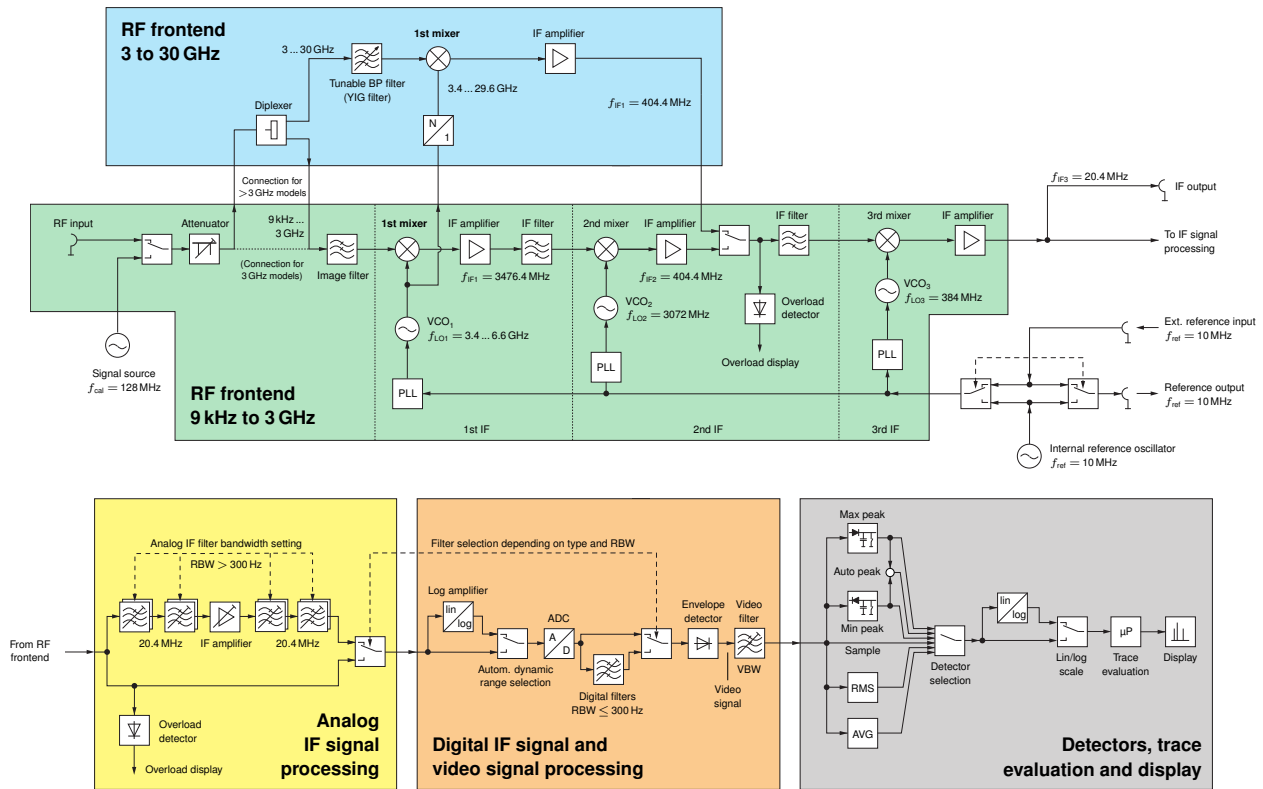 RF frontend
3 to 30 GHz
3 ... 30 GHz
Tunable BP filter
(YIG filter)
1st mixer
IF amplifier
3.4 ... 29.6 GHz
f_IF1 = 404.4 MHz
Diplexer
N
1
Connection for
>3 GHz models
9 kHz ...
3 GHz
(Connection for
3 GHz models)
RF input
Attenuator
Image filter
1st mixer
IF amplifier
IF filter
f_IF1 = 3476.4 MHz
2nd mixer
IF amplifier
f_IF2 = 404.4 MHz
IF filter
3rd mixer
IF amplifier
f_IF3 = 20.4 MHz
IF output
To IF signal
processing
VCO1
f_LO1 = 3.4 ... 6.6 GHz
VCO2
f_LO2 = 3072 MHz
Overload
detector
Overload display
VCO3
f_LO3 = 384 MHz
PLL
PLL
PLL
Signal source
f_cal = 128 MHz
RF frontend
9 kHz to 3 GHz
1st IF
2nd IF
3rd IF
Ext. reference input
f_ref = 10 MHz
Reference output
f_ref = 10 MHz
Internal reference oscillator
f_ref = 10 MHz
Analog IF filter bandwidth setting
RBW > 300 Hz
20.4 MHz
IF amplifier
20.4 MHz
From RF
frontend
Overload
detector
Overload display
Analog
IF signal
processing
Filter selection depending on type and RBW
Log amplifier
lin
log
ADC
A
D
Autom. dynamic
range selection
Digital filters
RBW ≤ 300 Hz
Envelope
detector
Video
filter
VBW
Video
signal
Digital IF signal and
video signal processing
Max peak
Auto peak
Min peak
Sample
RMS
AVG
Detector
selection
lin
log
Lin/log
scale
µP
Trace
evaluation
Display
Detectors, trace
evaluation and display